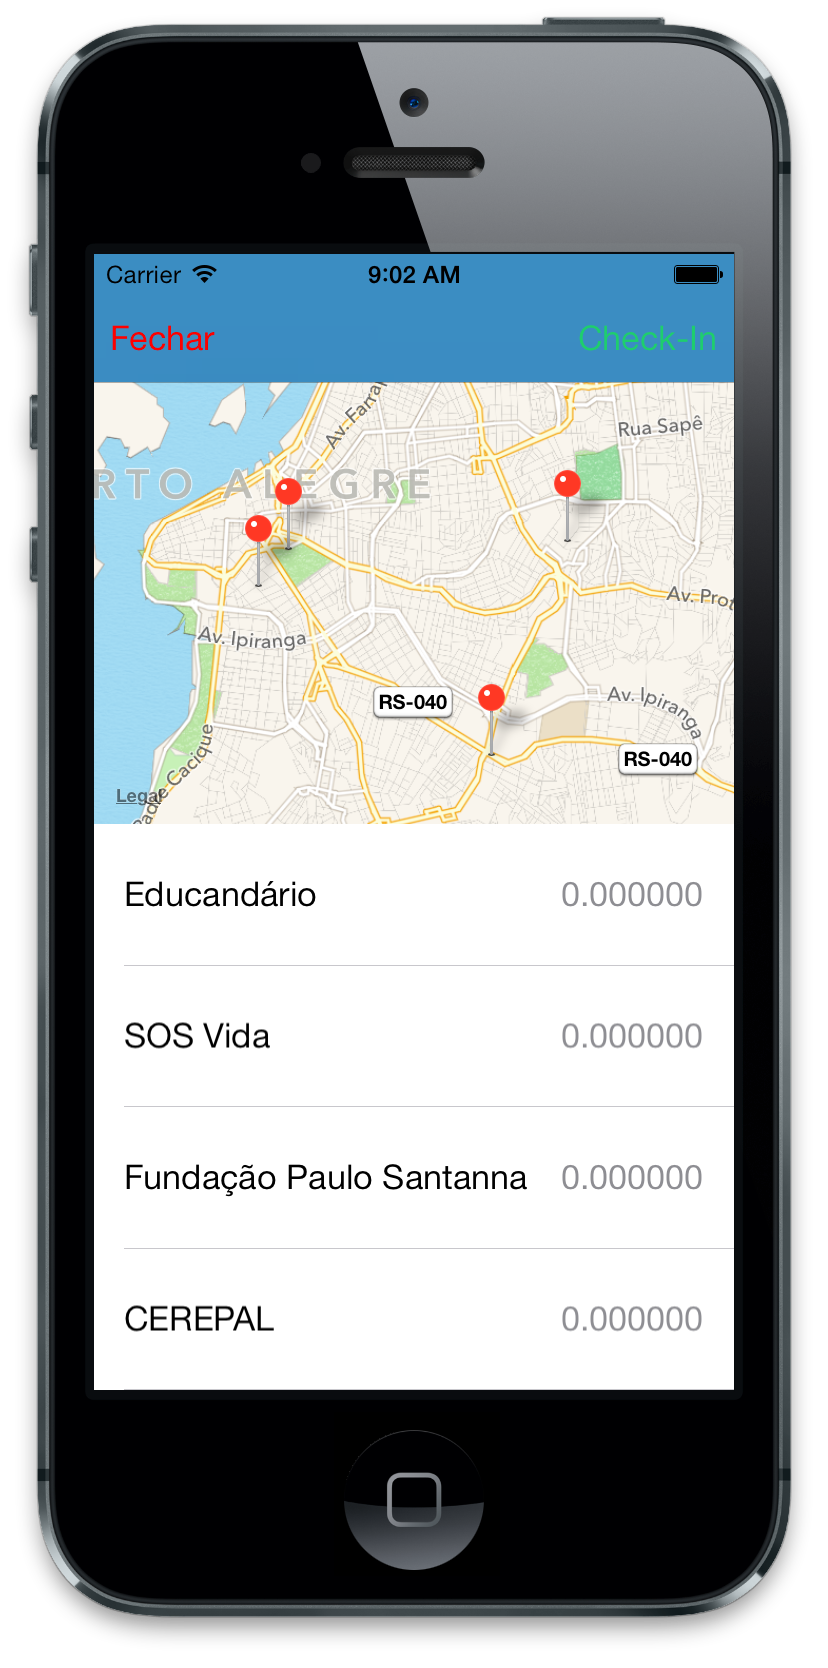 Carrier 9:02 AM
Fechar Check-In
Av. Farra
Rua Sapê
RTO ALEGRE
Av. Prot
Av. Ipiranga
RS-040
Av. Ipiranga
RS-040
Legal
Padre Cacique
Educandário 0.000000
SOS Vida 0.000000
Fundação Paulo Santanna 0.000000
CEREPAL 0.000000